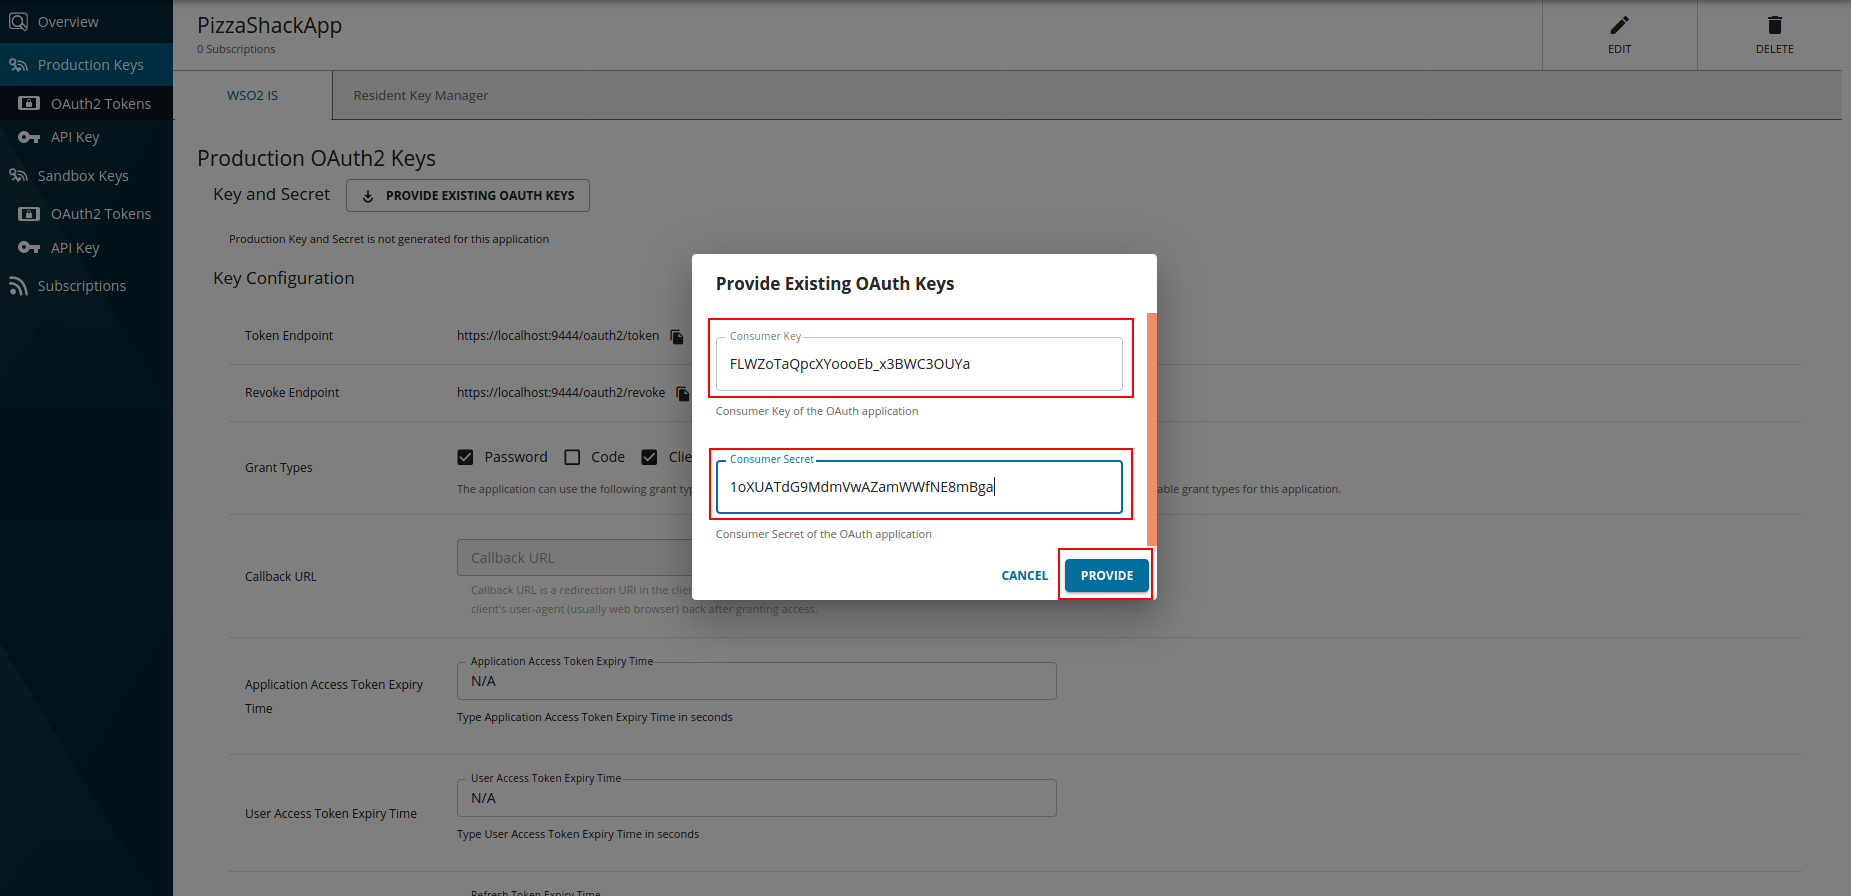 Overview
Production Keys
OAuth2 Tokens
API Key
Sandbox Keys
OAuth2 Tokens
API Key
Subscriptions
PizzaShackApp
0 Subscriptions
EDIT
DELETE
WSO2 IS
Resident Key Manager
Production OAuth2 Keys
Key and Secret
PROVIDE EXISTING OAUTH KEYS
Production Key and Secret is not generated for this application
Key Configuration
Token Endpoint
https://localhost:9444/oauth2/token
Revoke Endpoint
https://localhost:9444/oauth2/revoke
Grant Types
Password
Code
Clie
The application can use the following grant typ
able grant types for this application.
Callback URL
Callback URL
Callback URL is a redirection URI in the clie
client's user-agent (usually web browser) back after granting access.
Application Access Token Expiry
Time
Application Access Token Expiry Time
N/A
Type Application Access Token Expiry Time in seconds
User Access Token Expiry Time
User Access Token Expiry Time
N/A
Type User Access Token Expiry Time in seconds
Refresh Token Expiry Time
Provide Existing OAuth Keys
Consumer Key
FLWZoTaQpcXYoooEb_x3BWC3OUYa
Consumer Key of the OAuth application
Consumer Secret
1oXUATdG9MdmVwAZamWWfNE8mBga
Consumer Secret of the OAuth application
CANCEL
PROVIDE